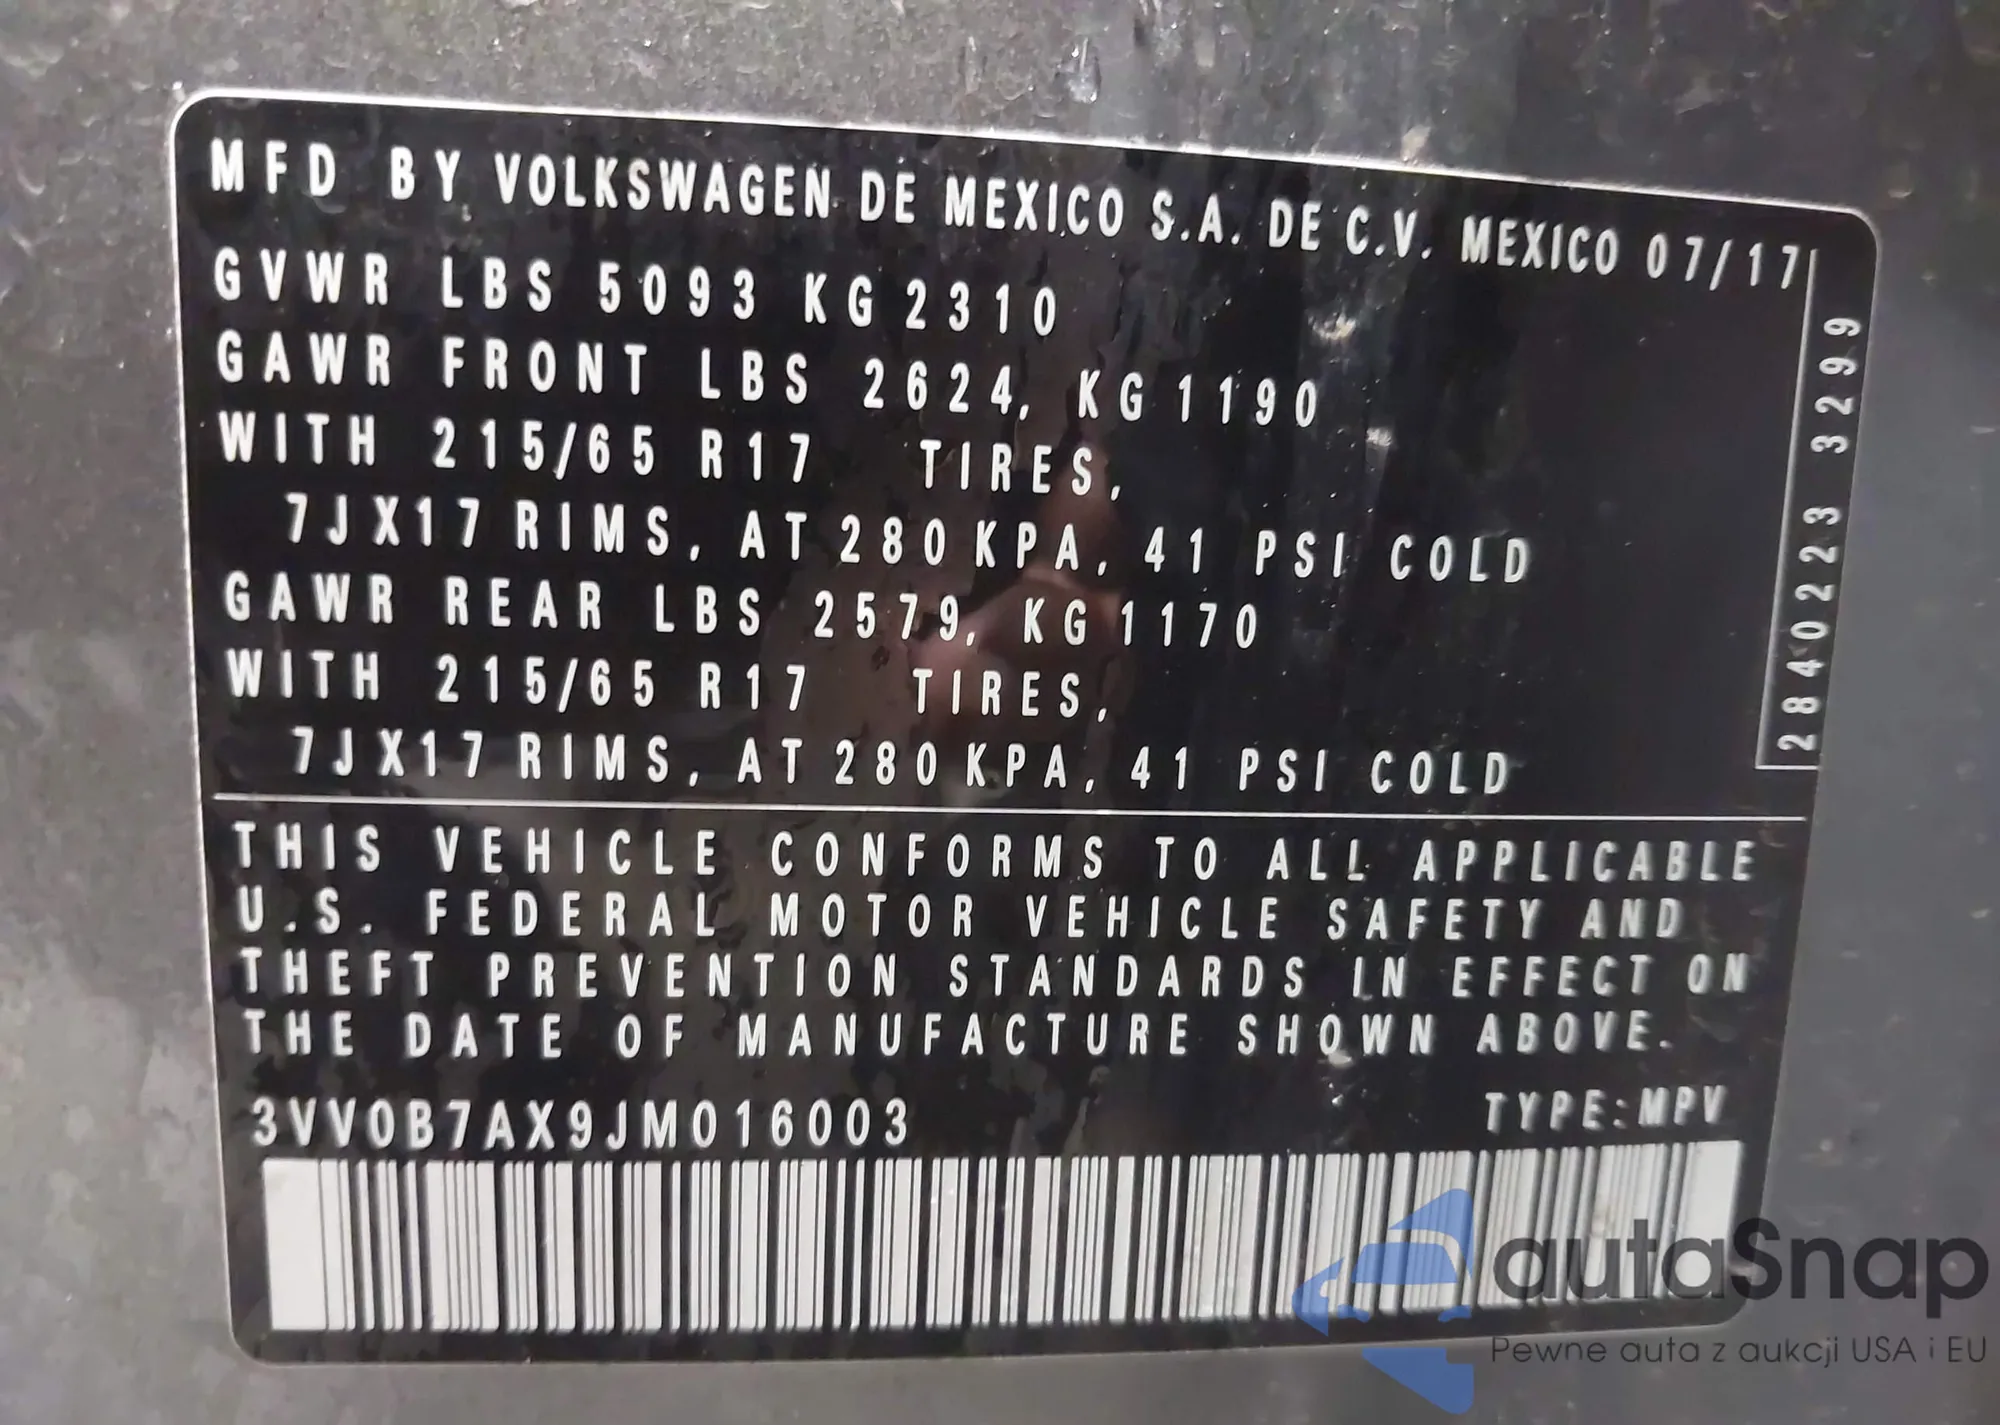 MFD BY VOLKSWAGEN DE MEXICO S.A. DE C.V. MEXICO 07/17
GVWR LBS 5093 KG 2310
GAWR FRONT LBS 2624, KG 1190
WITH 215/65 R17 TIRES,
7JX17 RIMS, AT 280 KPA, 41 PSI COLD
GAWR REAR LBS 2579, KG 1170
WITH 215/65 R17 TIRES,
7JX17 RIMS, AT 280 KPA, 41 PSI COLD
2840223 3299
THIS VEHICLE CONFORMS TO ALL APPLICABLE
U.S. FEDERAL MOTOR VEHICLE SAFETY AND
THEFT PREVENTION STANDARDS IN EFFECT ON
THE DATE OF MANUFACTURE SHOWN ABOVE.
3VV0B7AX9JM016003 TYPE:MPV
autaSnap
Pewne auta z aukcji USA i EU